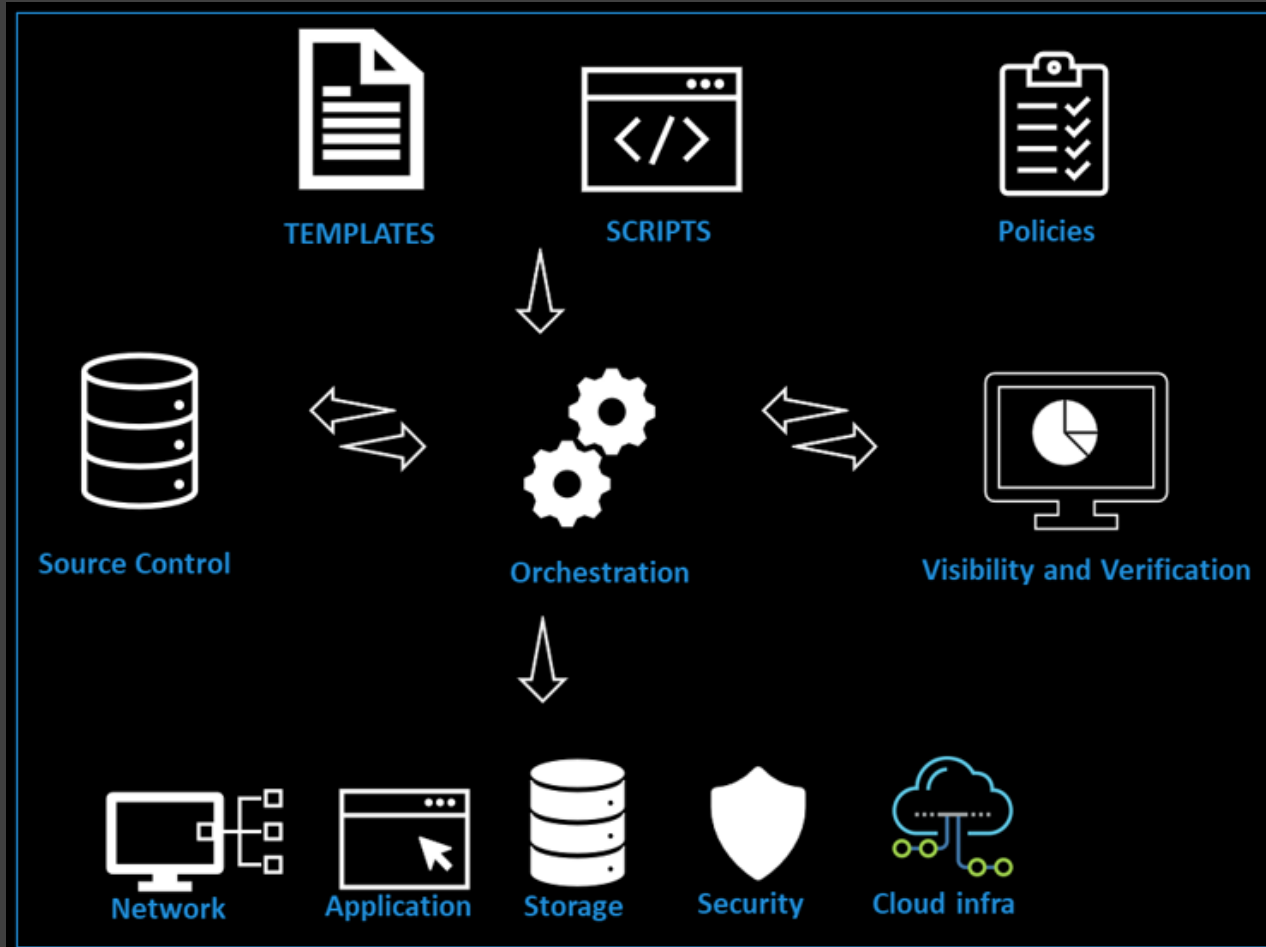 TEMPLATES
SCRIPTS
Policies
Source Control
Orchestration
Visibility and Verification
Network
Application
Storage
Security
Cloud infra